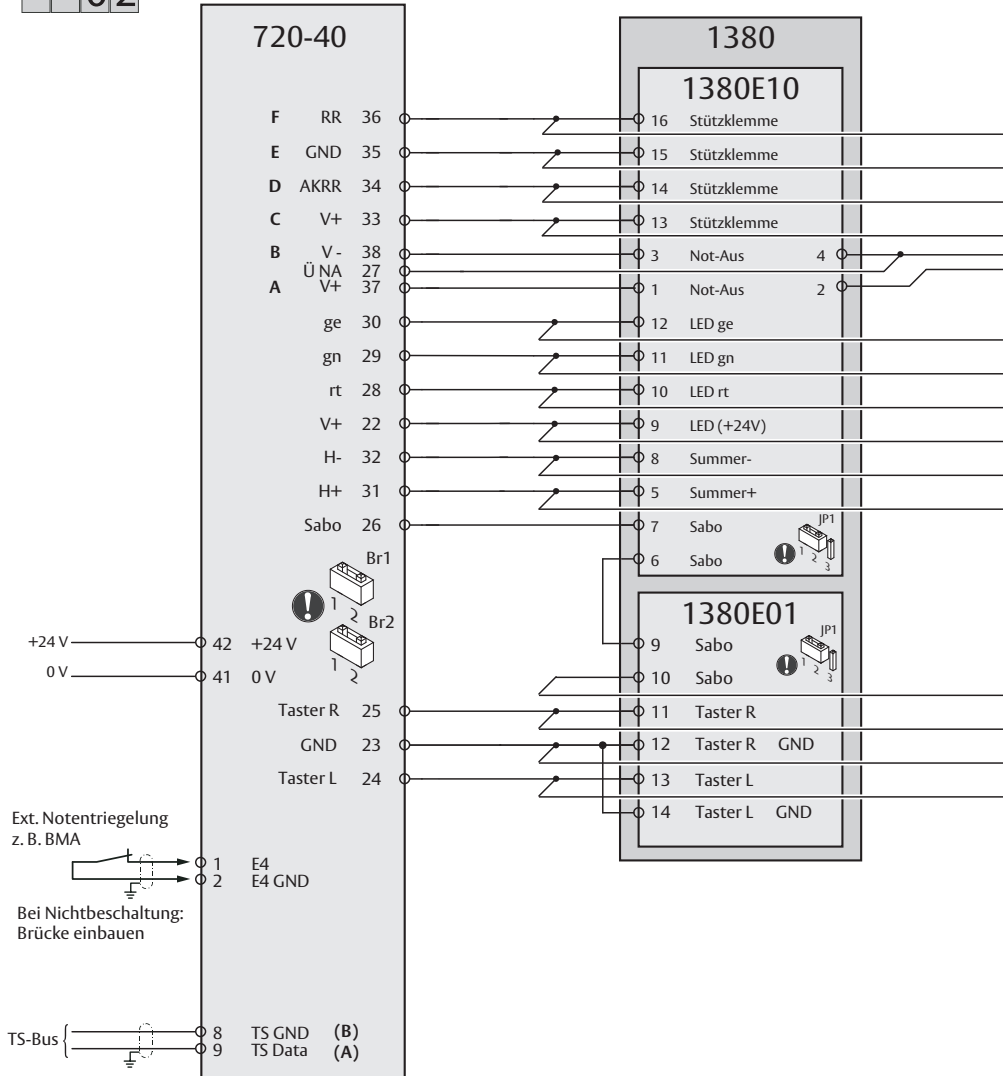 02
720-40
F RR 36
E GND 35
D AKRR 34
C V+ 33
B V - 38
Ü NA 27
A V+ 37
ge 30
gn 29
rt 28
V+ 22
H- 32
H+ 31
Sabo 26
Br1
1 2
Br2
1 2
+24 V 42 +24 V
0 V 41 0 V
Taster R 25
GND 23
Taster L 24
Ext. Notentriegelung
z. B. BMA
1 E4
2 E4 GND
Bei Nichtbeschaltung:
Brücke einbauen
TS-Bus
8 TS GND (B)
9 TS Data (A)
1380
1380E10
16 Stützklemme
15 Stützklemme
14 Stützklemme
13 Stützklemme
3 Not-Aus 4
1 Not-Aus 2
12 LED ge
11 LED gn
10 LED rt
9 LED (+24V)
8 Summer-
5 Summer+
7 Sabo
JP1
1 2 3
6 Sabo
1380E01
JP1
1 2 3
9 Sabo
10 Sabo
11 Taster R
12 Taster R GND
13 Taster L
14 Taster L GND